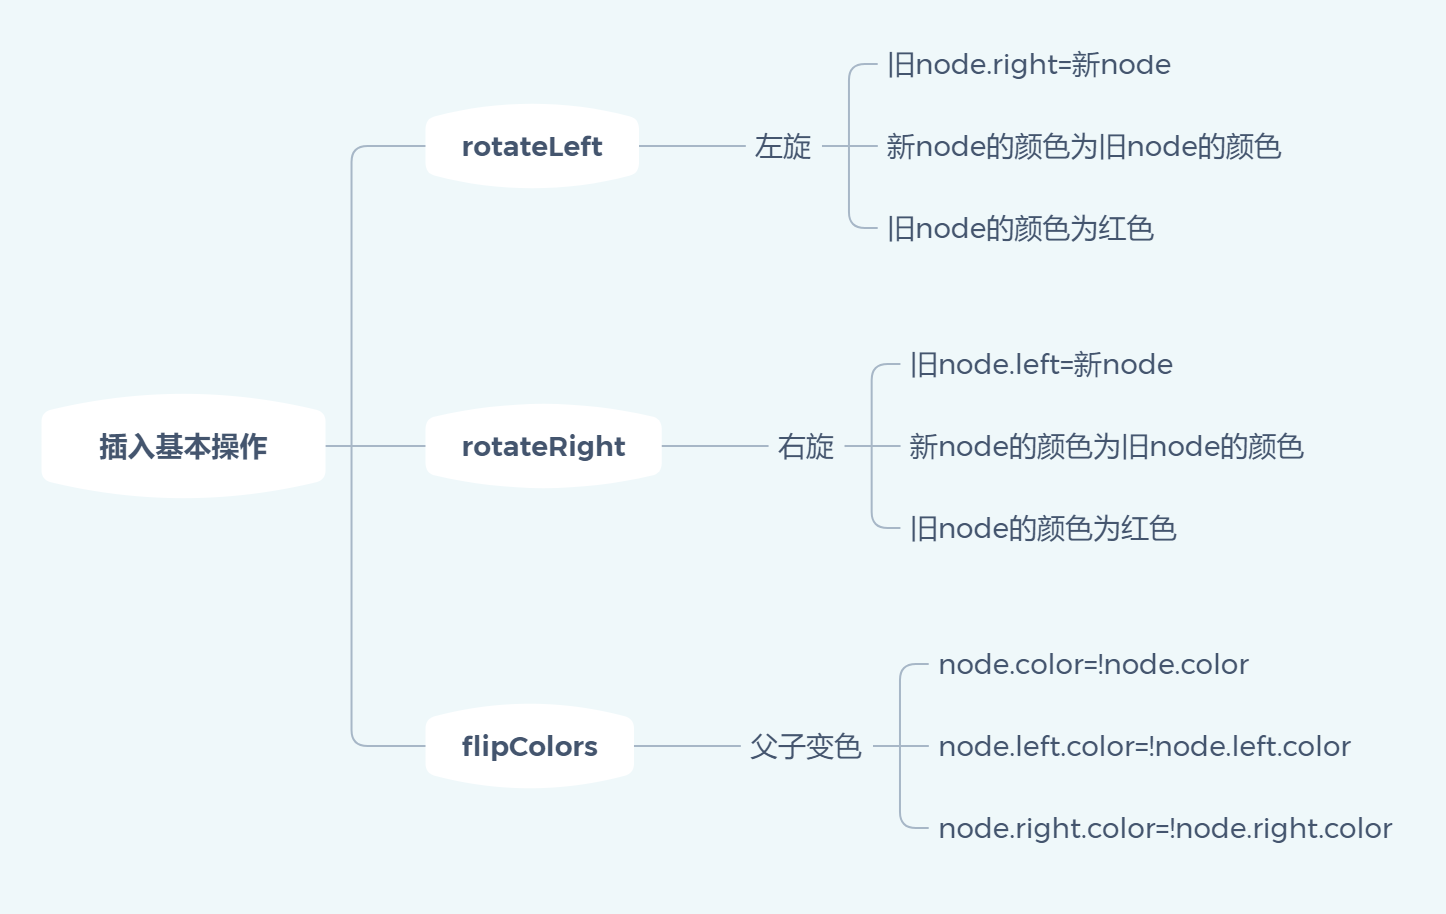 插入基本操作
rotateLeft
左旋
旧node.right=新node
新node的颜色为旧node的颜色
旧node的颜色为红色
rotateRight
右旋
旧node.left=新node
新node的颜色为旧node的颜色
旧node的颜色为红色
flipColors
父子变色
node.color=!node.color
node.left.color=!node.left.color
node.right.color=!node.right.color